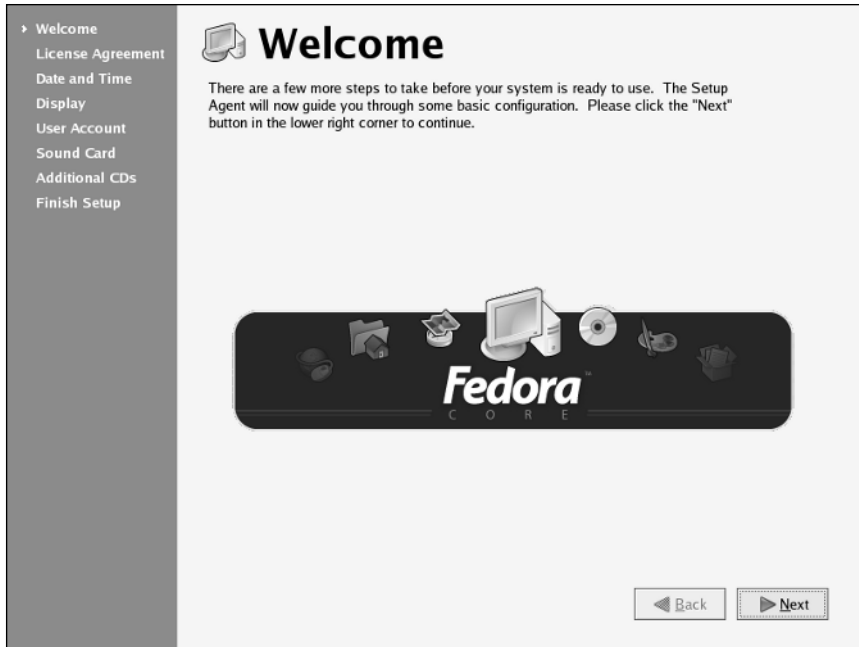 Welcome
License Agreement
Date and Time
Display
User Account
Sound Card
Additional CDs
Finish Setup
Welcome
There are a few more steps to take before your system is ready to use. The Setup
Agent will now guide you through some basic configuration. Please click the "Next"
button in the lower right corner to continue.
Fedora
CORE
Back
Next